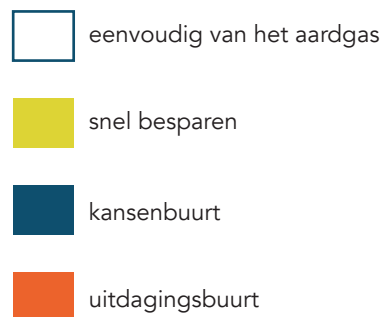 eenvoudig van het aardgas
snel besparen
kansenbuurt
uitdagingsbuurt